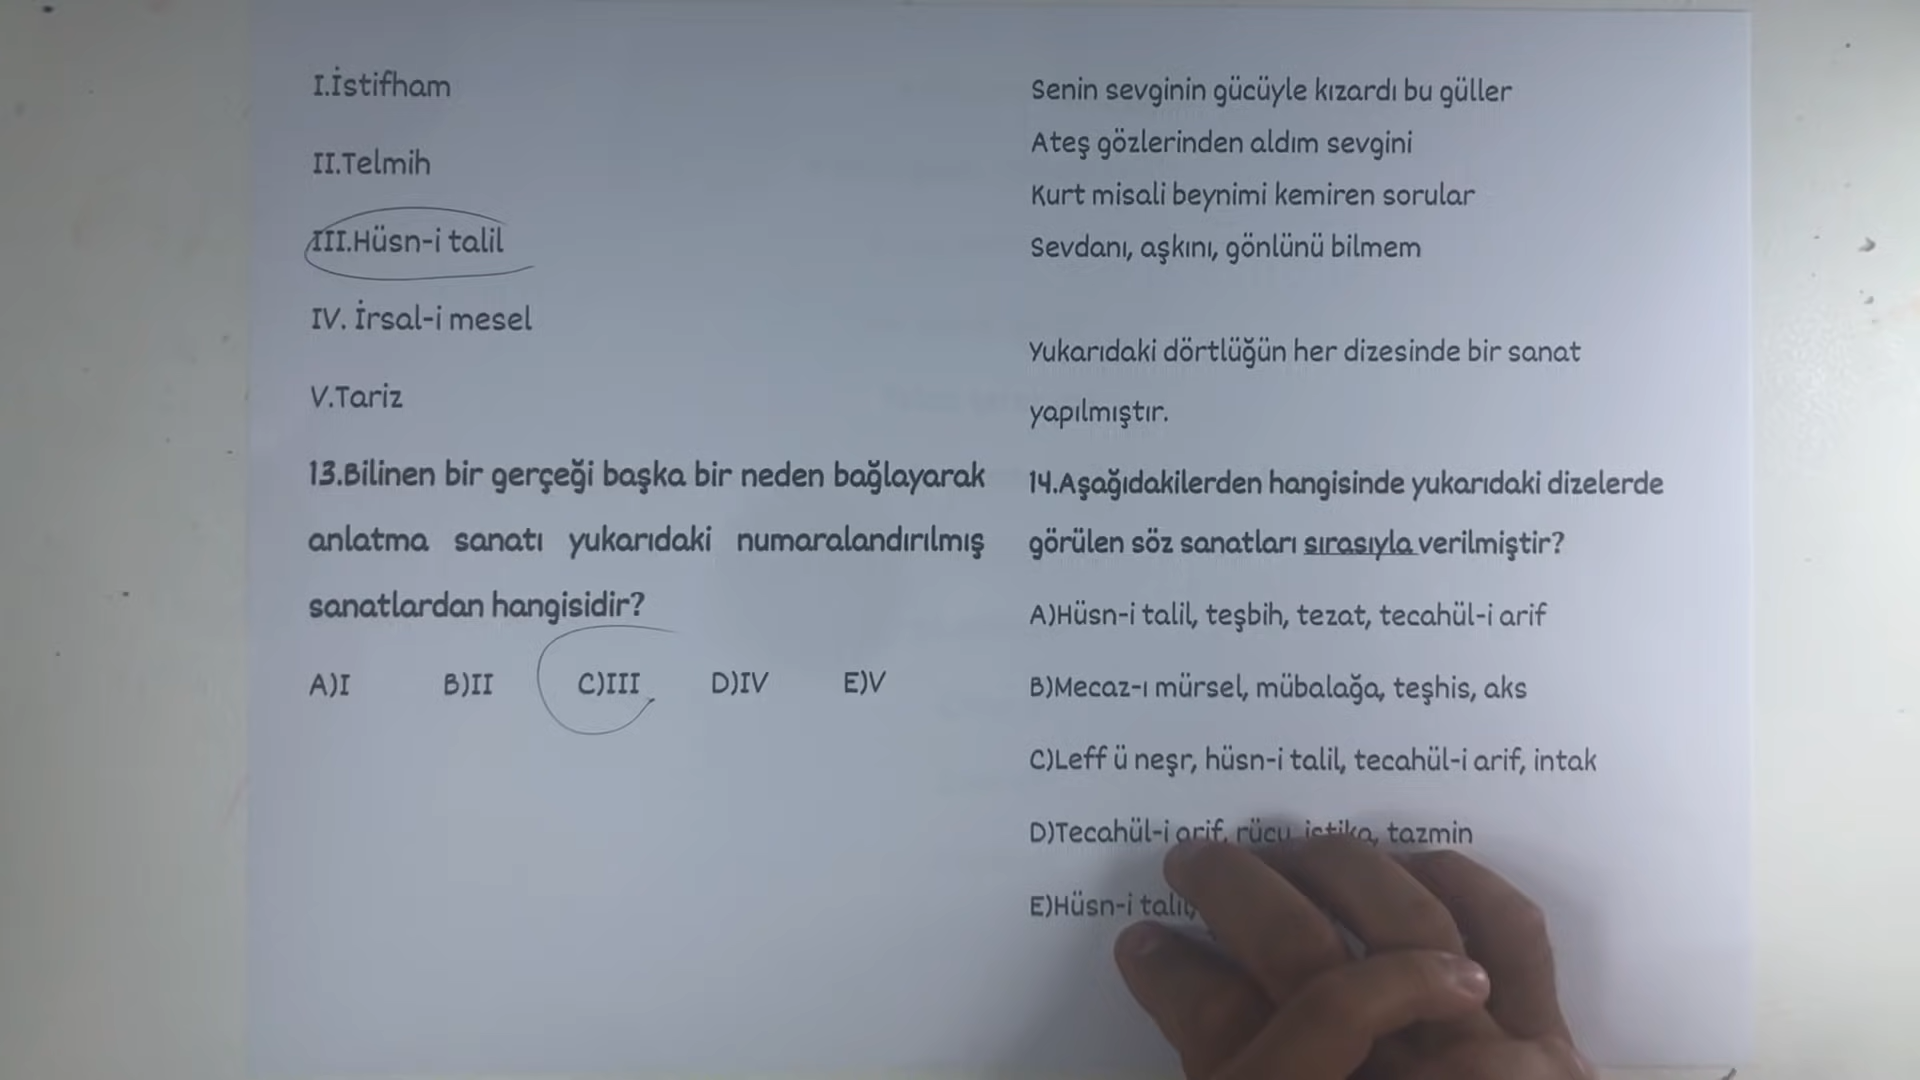 I.İstifham
II.Telmih
III.Hüsn-i talil
IV. İrsal-i mesel
V.Tariz
13.Bilinen bir gerçeği başka bir neden bağlayarak
anlatma sanatı yukarıdaki numaralandırılmış
sanatlardan hangisidir?
A)I B)II C)III D)IV E)V
Senin sevginin gücüyle kızardı bu güller
Ateş gözlerinden aldım sevgini
Kurt misali beynimi kemiren sorular
Sevdanı, aşkını, gönlünü bilmem
Yukarıdaki dörtlüğün her dizesinde bir sanat
yapılmıştır.
14.Aşağıdakilerden hangisinde yukarıdaki dizelerde
görülen söz sanatları sırasıyla verilmiştir?
A)Hüsn-i talil, teşbih, tezat, tecahül-i arif
B)Mecaz-ı mürsel, mübalağa, teşhis, aks
C)Leff ü neşr, hüsn-i talil, tecahül-i arif, intak
D)Tecahül-i arif, rücu, tazmin
E)Hüsn-i talil,